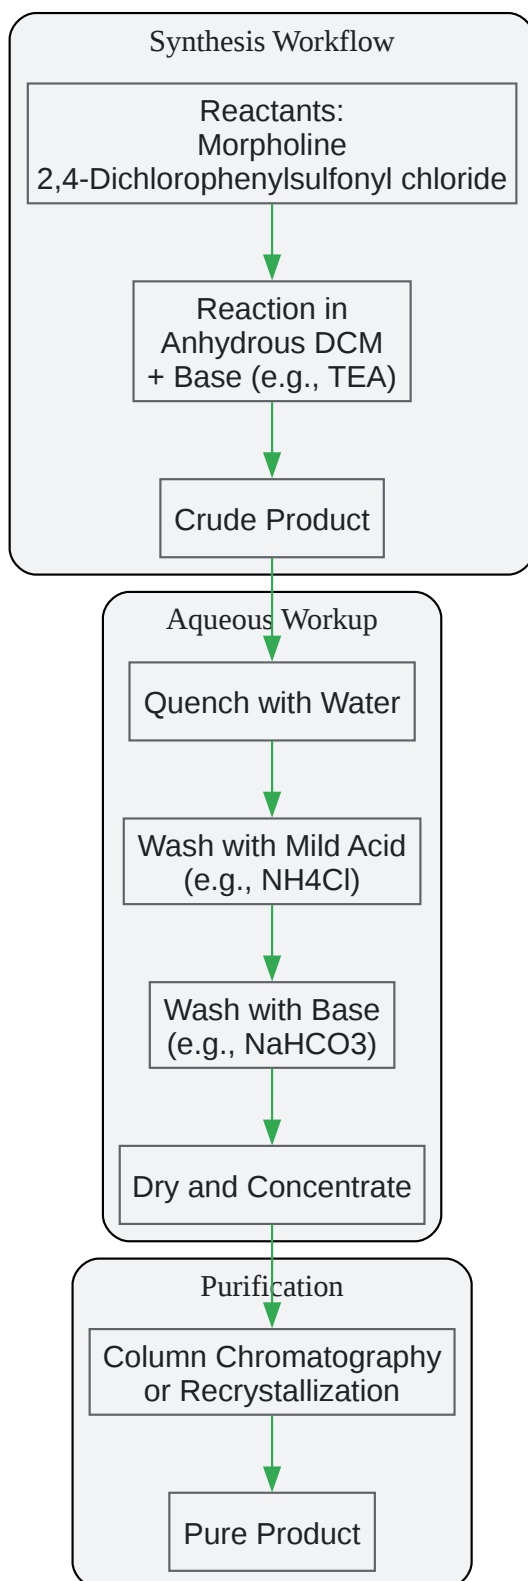 Synthesis Workflow
Reactants:
Morpholine
2,4-Dichlorophenylsulfonyl chloride
Reaction in
Anhydrous DCM
+ Base (e.g., TEA)
Crude Product
Aqueous Workup
Quench with Water
Wash with Mild Acid
(e.g., NH4Cl)
Wash with Base
(e.g., NaHCO3)
Dry and Concentrate
Purification
Column Chromatography
or Recrystallization
Pure Product